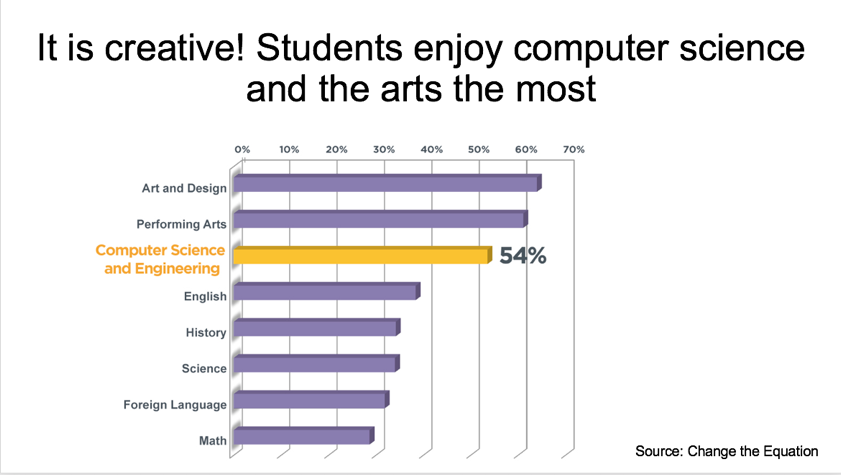 It is creative! Students enjoy computer science
and the arts the most
0% 10% 20% 30% 40% 50% 60% 70%
Art and Design
Performing Arts
Computer Science
and Engineering
54%
English
History
Science
Foreign Language
Math
Source: Change the Equation